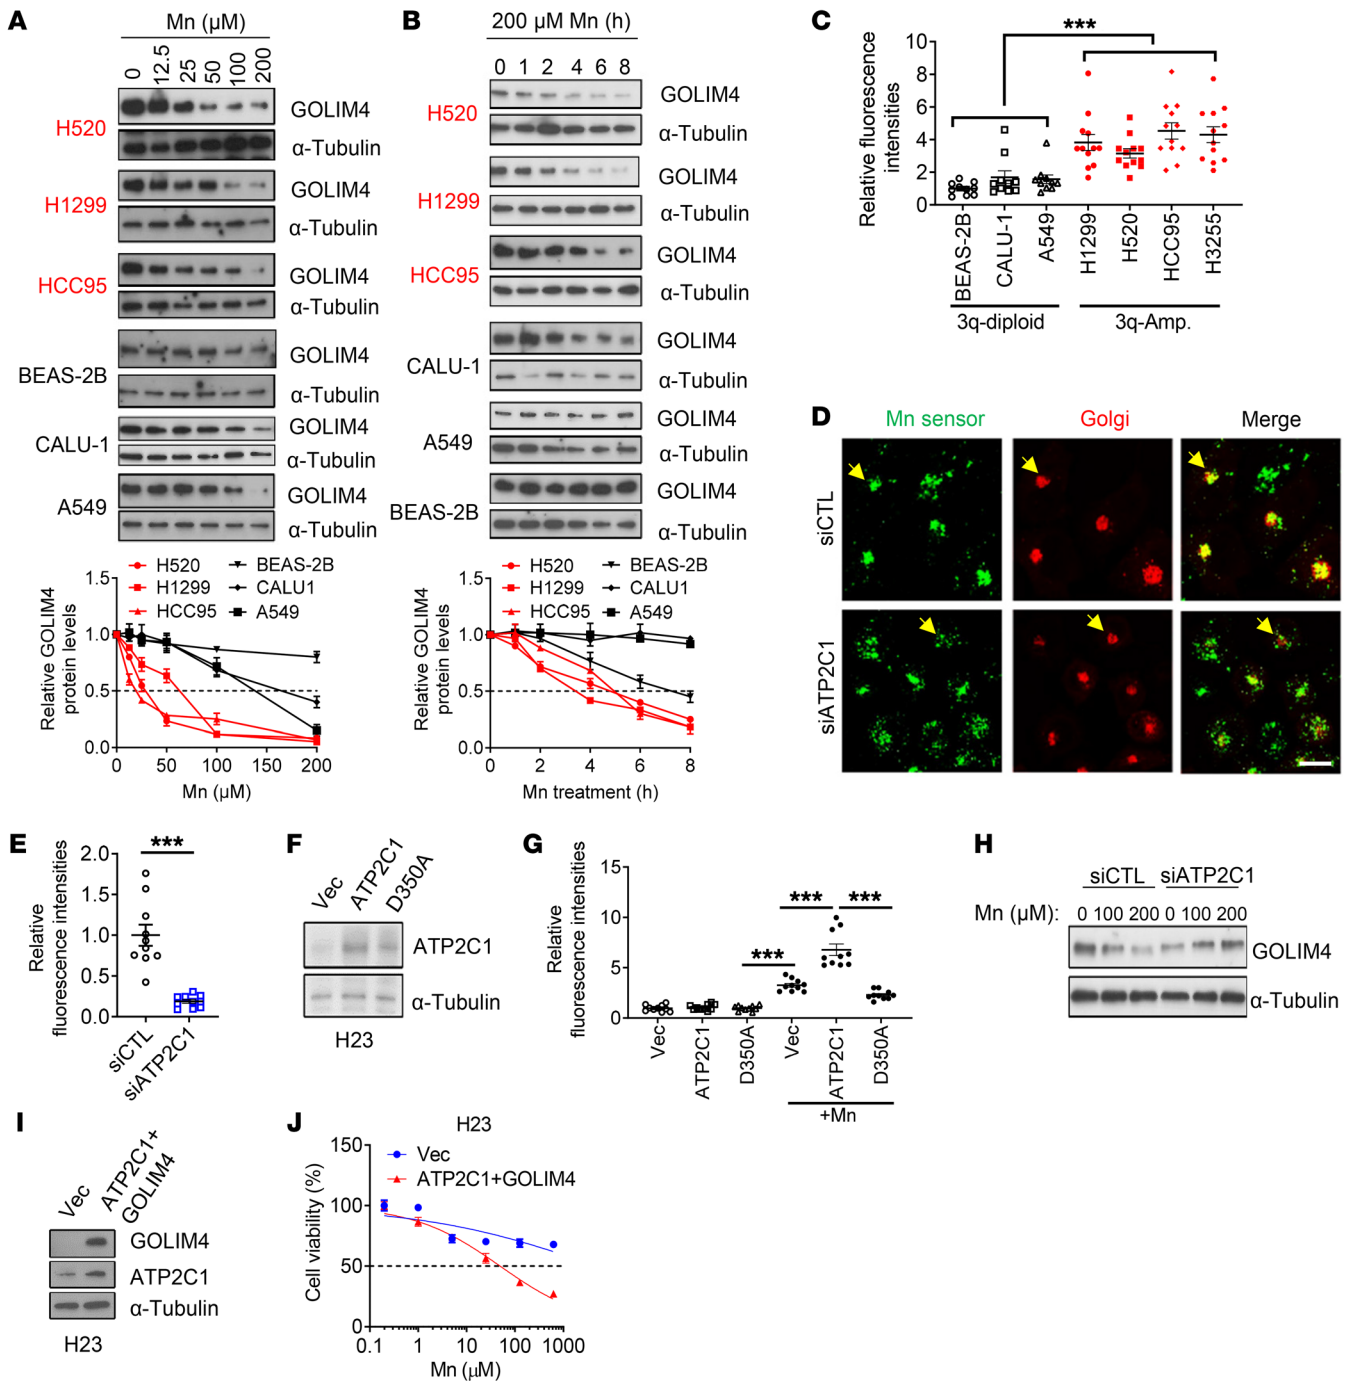 A
Mn (µM)
0 12.5 25 50 100 200
H520
GOLIM4
α-Tubulin
H1299
GOLIM4
α-Tubulin
HCC95
GOLIM4
α-Tubulin
BEAS-2B
GOLIM4
α-Tubulin
CALU-1
GOLIM4
α-Tubulin
A549
GOLIM4
α-Tubulin
H520
H1299
HCC95
BEAS-2B
CALU1
A549
Relative GOLIM4
protein levels
1.5
1.0
0.5
0.0
0 50 100 150 200
Mn (µM)
B
200 µM Mn (h)
0 1 2 4 6 8
H520
GOLIM4
α-Tubulin
H1299
GOLIM4
α-Tubulin
HCC95
GOLIM4
α-Tubulin
CALU-1
GOLIM4
α-Tubulin
A549
GOLIM4
α-Tubulin
BEAS-2B
GOLIM4
α-Tubulin
H520
H1299
HCC95
BEAS-2B
CALU1
A549
Relative GOLIM4
protein levels
1.5
1.0
0.5
0.0
0 2 4 6 8
Mn treatment (h)
C
Relative fluorescence
intensities
10
8
6
4
2
0
***
BEAS-2B CALU-1 A549 H1299 H520 HCC95 H3255
3q-diploid 3q-Amp.
D
Mn sensor Golgi Merge
siCTL
siATP2C1
E
Relative
fluorescence intensities
2.0
1.5
1.0
0.5
0.0
***
siCTL
siATP2C1
F
Vec ATP2C1 D350A
ATP2C1
α-Tubulin
H23
G
Relative
fluorescence intensities
15
10
5
0
*** *** ***
Vec ATP2C1 D350A Vec ATP2C1 D350A
+Mn
H
siCTL siATP2C1
Mn (µM): 0 100 200 0 100 200
GOLIM4
α-Tubulin
I
Vec ATP2C1+
GOLIM4
GOLIM4
ATP2C1
α-Tubulin
H23
J
H23
Vec
ATP2C1+GOLIM4
Cell viability (%)
150
100
50
0
0.1 1 10 100 1000
Mn (µM)